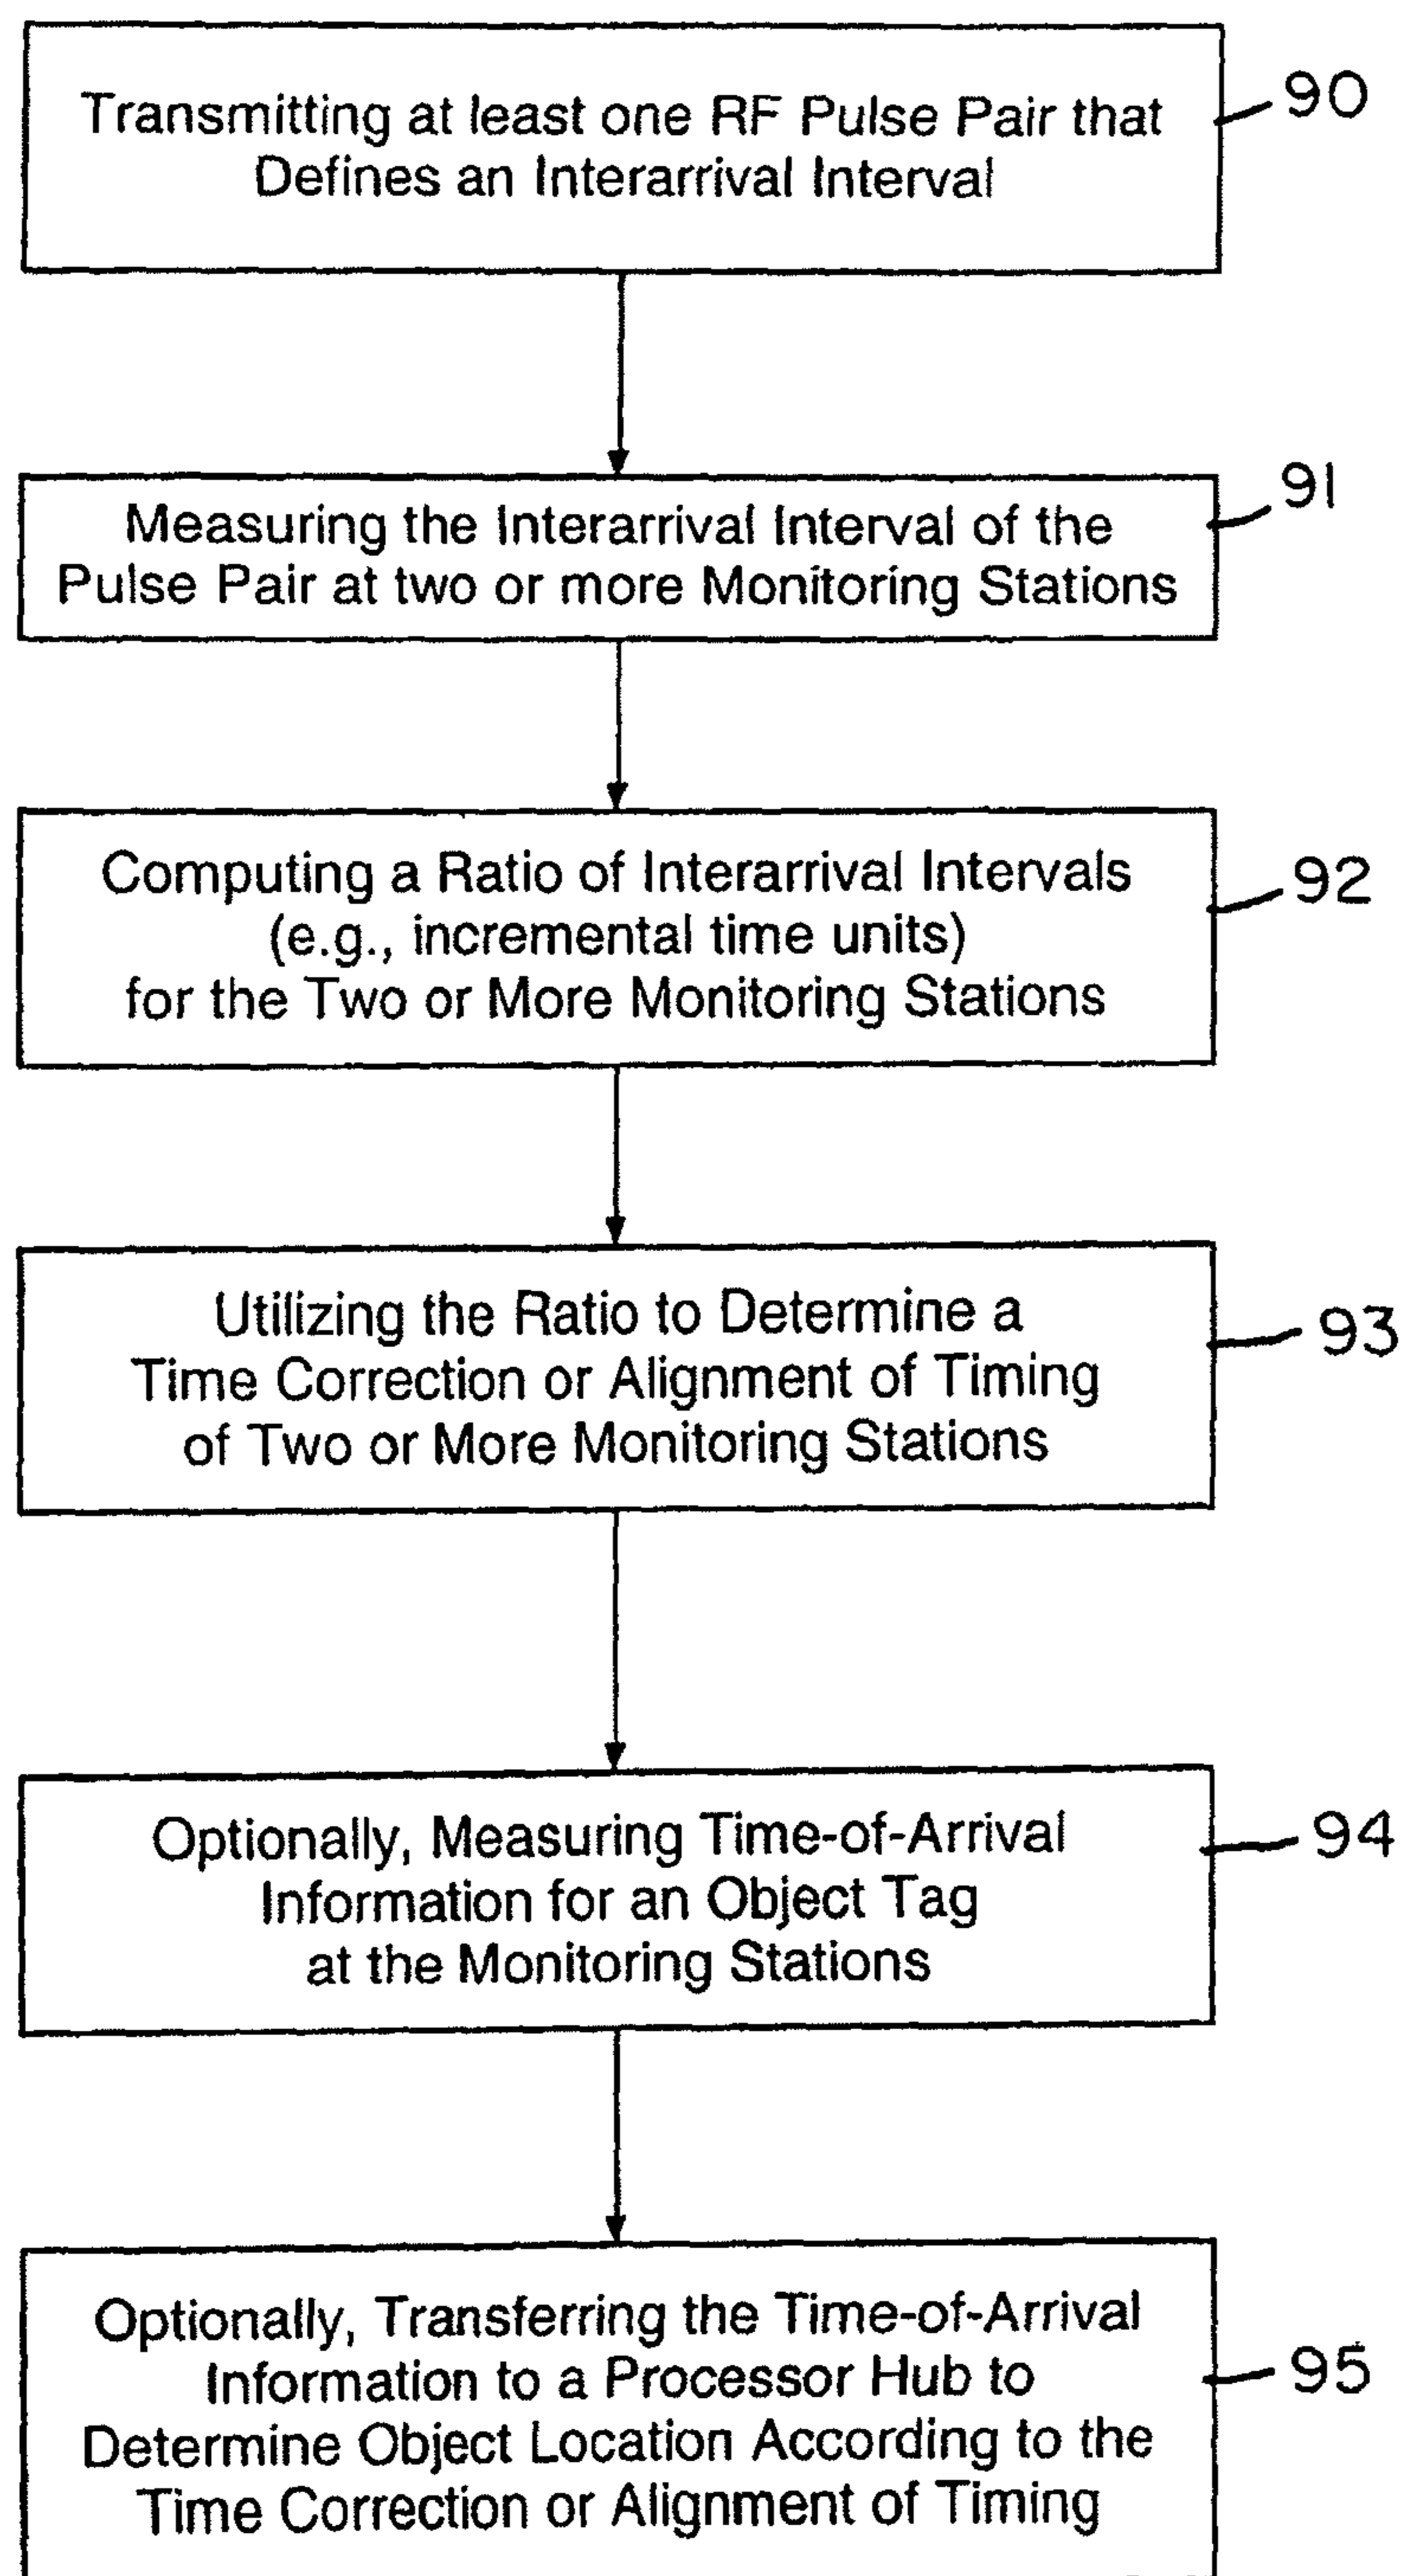 Transmitting at least one RF Pulse Pair that
Defines an Interarrival Interval
90
Measuring the Interarrival Interval of the
Pulse Pair at two or more Monitoring Stations
91
Computing a Ratio of Interarrival Intervals
(e.g., incremental time units)
for the Two or More Monitoring Stations
92
Utilizing the Ratio to Determine a
Time Correction or Alignment of Timing
of Two or More Monitoring Stations
93
Optionally, Measuring Time-of-Arrival
Information for an Object Tag
at the Monitoring Stations
94
Optionally, Transferring the Time-of-Arrival
Information to a Processor Hub to
Determine Object Location According to the
Time Correction or Alignment of Timing
95